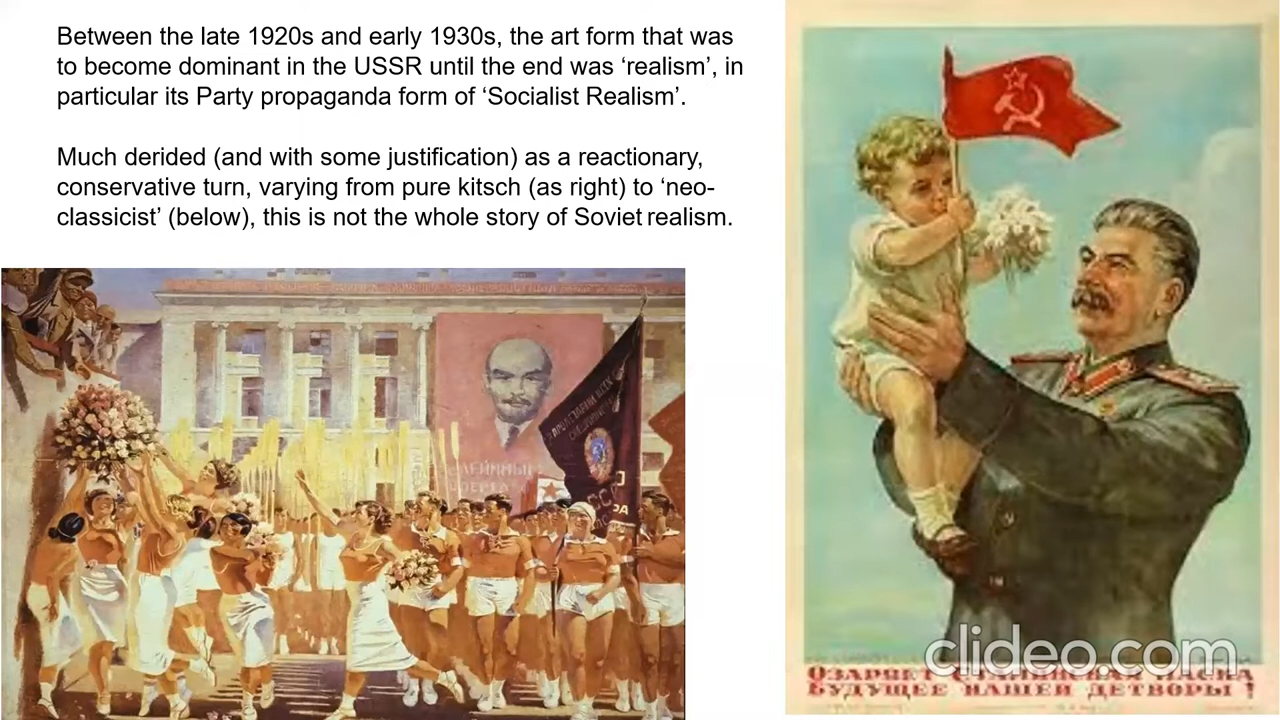 Between the late 1920s and early 1930s, the art form that was
to become dominant in the USSR until the end was ‘realism’, in
particular its Party propaganda form of ‘Socialist Realism’.
Much derided (and with some justification) as a reactionary,
conservative turn, varying from pure kitsch (as right) to ‘neo-
classicist’ (below), this is not the whole story of Soviet realism.
clideo.com
ОЗАРЯЕТ
БУДУЩЕЕ НАШЕЙ ДЕТВОРЫ!